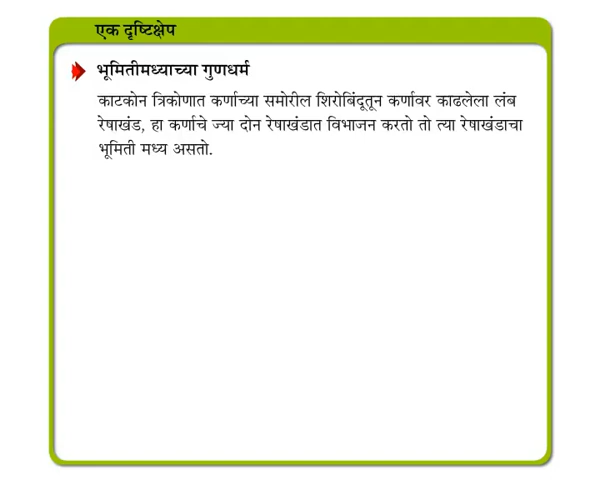 एक दृष्टिक्षेप
भूमितीमध्याच्या गुणधर्म
काटकोन त्रिकोणात कर्णाच्या समोरील शिरोबिंदूतून कर्णावर काढलेला लंब
रेषाखंड, हा कर्णाचे ज्या दोन रेषाखंडात विभाजन करतो तो त्या रेषाखंडाचा
भूमिती मध्य असतो.